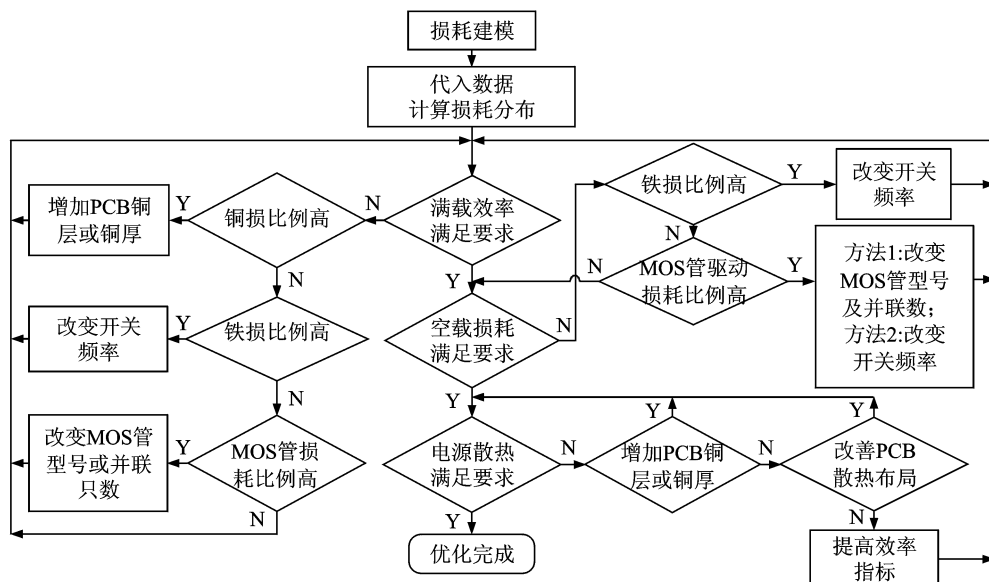 损耗建模
代入数据
计算损耗分布
满载效率
满足要求
N
Y
铜损比例高
Y
N
增加PCB铜
层或铜厚
铁损比例高
Y
N
改变开关
频率
MOS管损
耗比例高
Y
N
改变MOS管
型号或并联
只数
空载损耗
满足要求
N
Y
铁损比例高
Y
N
改变开关
频率
MOS管驱动
损耗比例高
N
Y
方法1:改变
MOS管型号
及并联数；
方法2:改变
开关频率
电源散热
满足要求
N
Y
增加PCB铜
层或铜厚
Y
N
改善PCB
散热布局
Y
N
提高效率
指标
优化完成